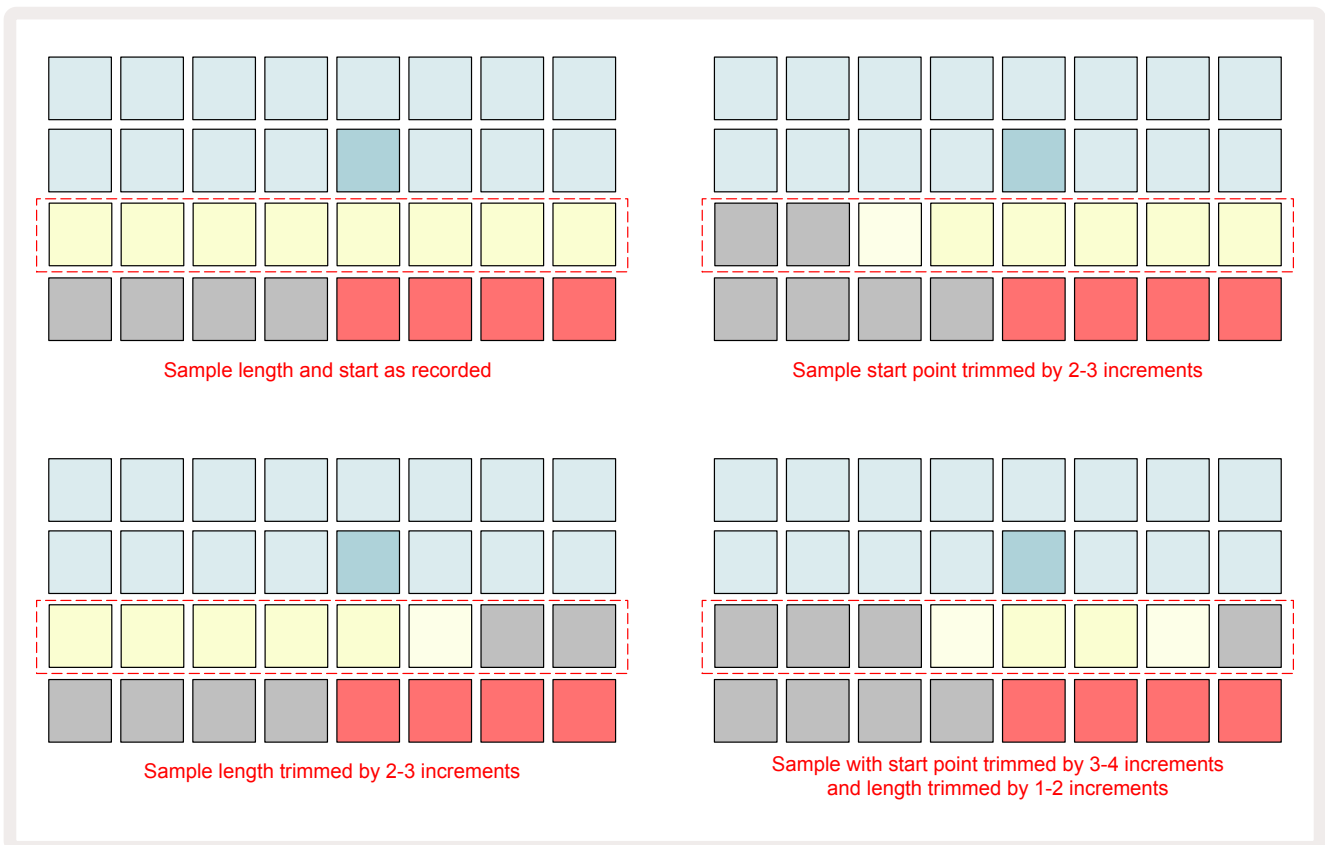 Sample length and start as recorded
Sample start point trimmed by 2-3 increments
Sample length trimmed by 2-3 increments
Sample with start point trimmed by 3-4 increments
and length trimmed by 1-2 increments